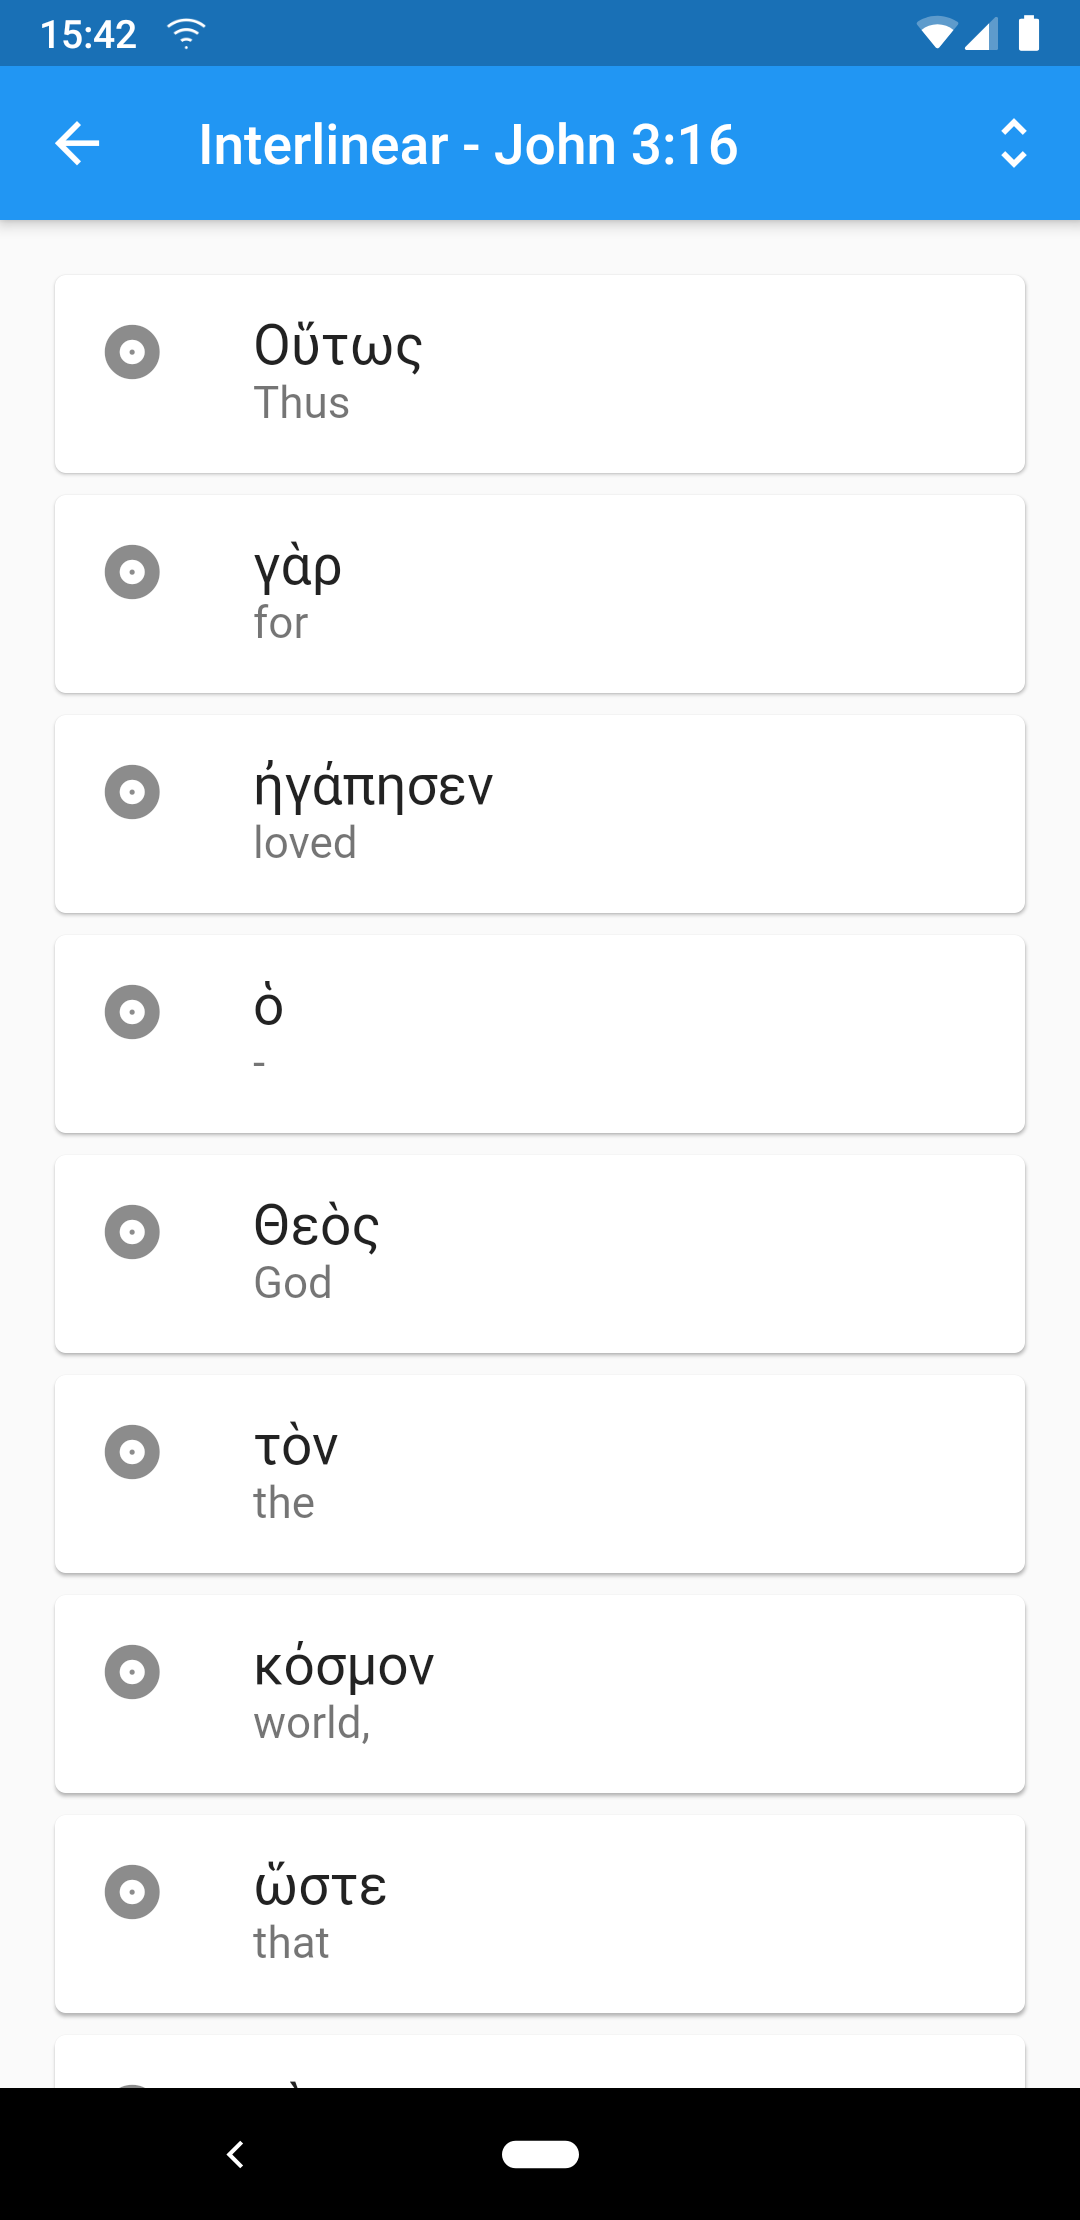 15:42
Interlinear - John 3:16
Οὕτως
Thus
γὰρ
for
ἠγάπησεν
loved
ὁ
-
Θεὸς
God
τὸν
the
κόσμον
world,
ὥστε
that